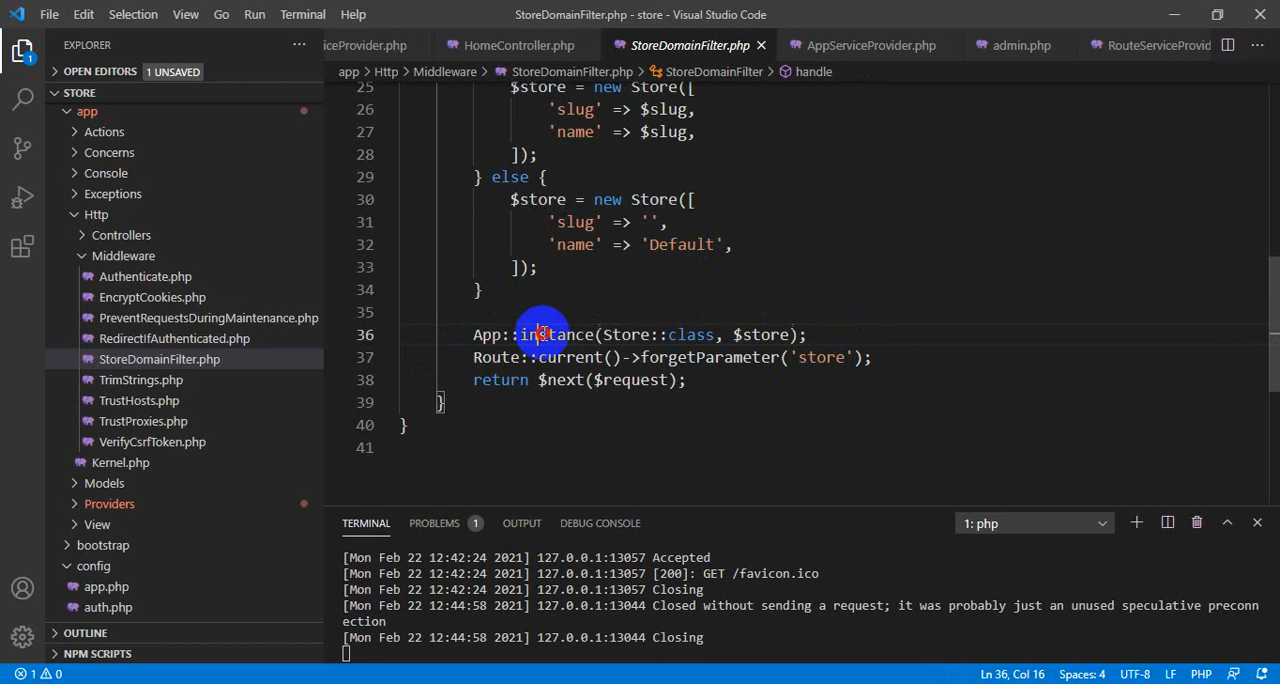 File Edit Selection View Go Run Terminal Help StoreDomainFilter.php - store - Visual Studio Code
EXPLORER
iceProvider.php HomeController.php StoreDomainFilter.php AppServiceProvider.php admin.php RouteServiceProvid
1
OPEN EDITORS 1 UNSAVED
app > Http > Middleware > StoreDomainFilter.php > StoreDomainFilter > handle
STORE
app
Actions
Concerns
Console
Exceptions
Http
Controllers
Middleware
Authenticate.php
EncryptCookies.php
PreventRequestsDuringMaintenance.php
RedirectIfAuthenticated.php
StoreDomainFilter.php
TrimStrings.php
TrustHosts.php
TrustProxies.php
VerifyCsrfToken.php
Kernel.php
Models
Providers
View
bootstrap
config
app.php
auth.php
OUTLINE
NPM SCRIPTS
25 $store = new Store([
26 'slug' => $slug,
27 'name' => $slug,
28 ]);
29 } else {
30 $store = new Store([
31 'slug' => '',
32 'name' => 'Default',
33 ]);
34 }
35
36 App::instance(Store::class, $store);
37 Route::current()->forgetParameter('store');
38 return $next($request);
39 }
40 }
41
TERMINAL PROBLEMS 1 OUTPUT DEBUG CONSOLE 1: php
[Mon Feb 22 12:42:24 2021] 127.0.0.1:13057 Accepted
[Mon Feb 22 12:42:24 2021] 127.0.0.1:13057 [200]: GET /favicon.ico
[Mon Feb 22 12:42:24 2021] 127.0.0.1:13057 Closing
[Mon Feb 22 12:44:58 2021] 127.0.0.1:13044 Closed without sending a request; it was probably just an unused speculative preconn
ection
[Mon Feb 22 12:44:58 2021] 127.0.0.1:13044 Closing
1 0 Ln 36, Col 16 Spaces: 4 UTF-8 LF PHP